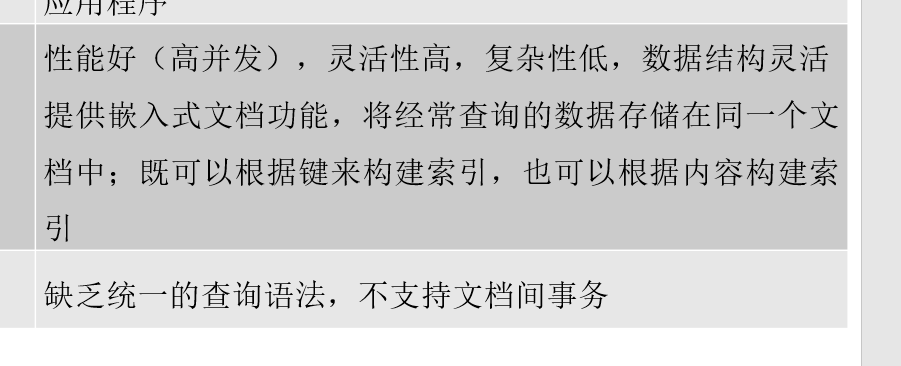 应用程序
性能好（高并发），灵活性高，复杂性低，数据结构灵活
提供嵌入式文档功能，将经常查询的数据存储在同一个文
档中；既可以根据键来构建索引，也可以根据内容构建索
引
缺乏统一的查询语法，不支持文档间事务